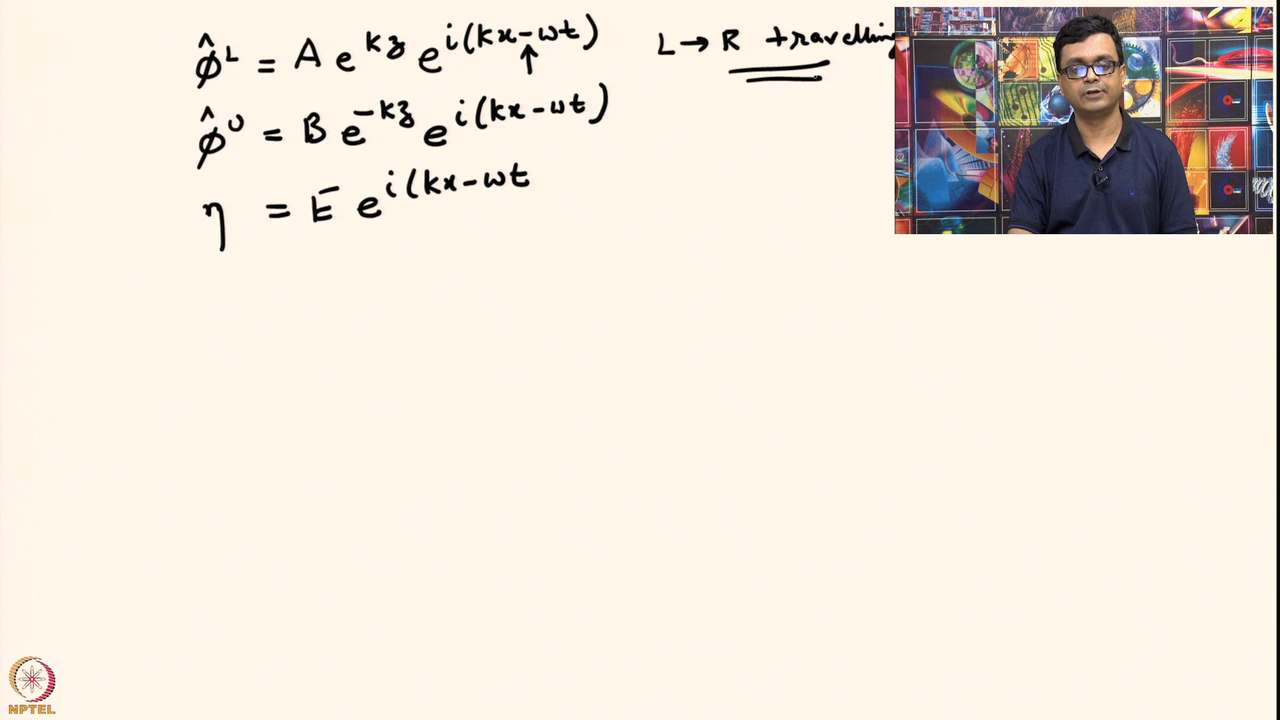 φ̂ᴸ = A e^{kz} e^{i(kx-ωt)} L → R travelling
↑
φ̂ᵁ = B e^{-kz} e^{i(kx-ωt)}
η = E e^{i(kx-ωt
NPTEL